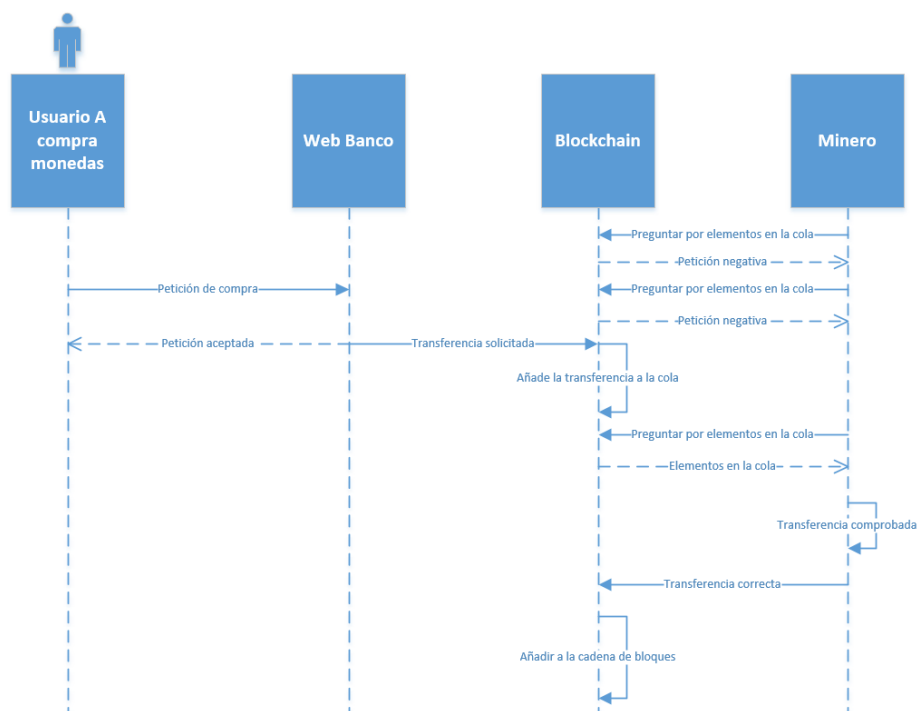 Usuario A
compra
monedas
Web Banco
Blockchain
Minero
Preguntar por elementos en la cola
Petición negativa
Petición de compra
Preguntar por elementos en la cola
Petición negativa
Petición aceptada
Transferencia solicitada
Añade la transferencia a la cola
Preguntar por elementos en la cola
Elementos en la cola
Transferencia comprobada
Transferencia correcta
Añadir a la cadena de bloques